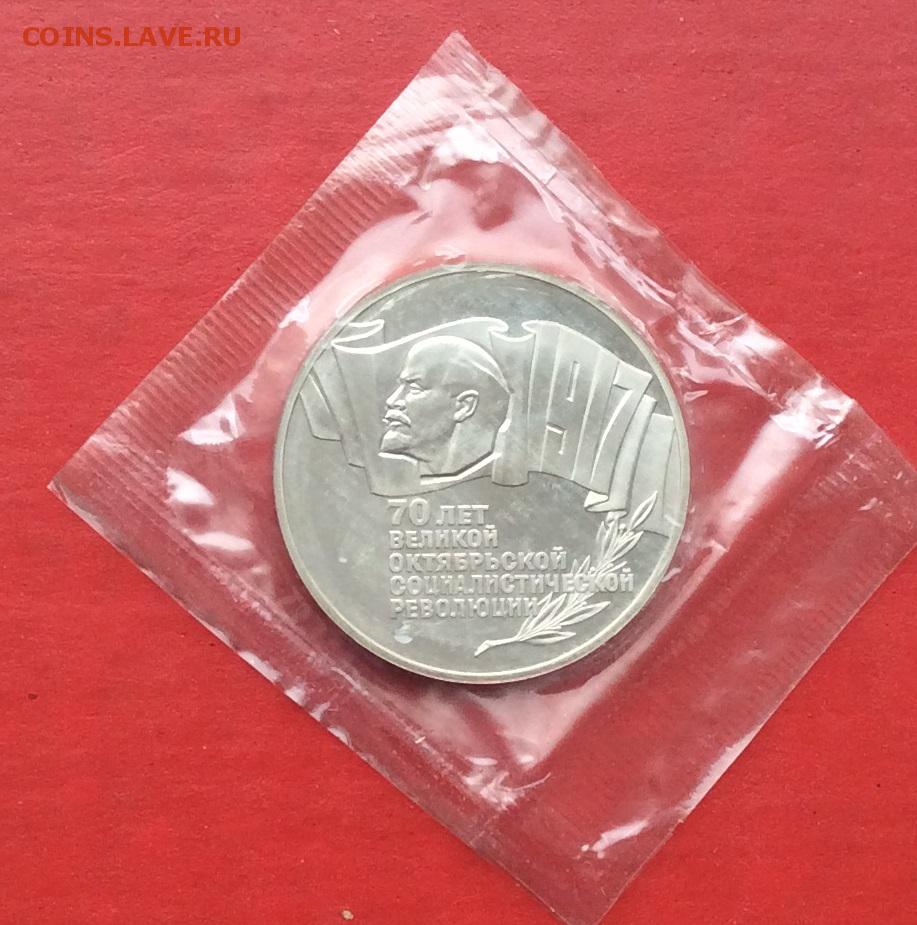 COINS.LAVE.RU
1917
70 ЛЕТ
ВЕЛИКОЙ
ОКТЯБРЬСКОЙ
СОЦИАЛИСТИЧЕСКОЙ
РЕВОЛЮЦИИ